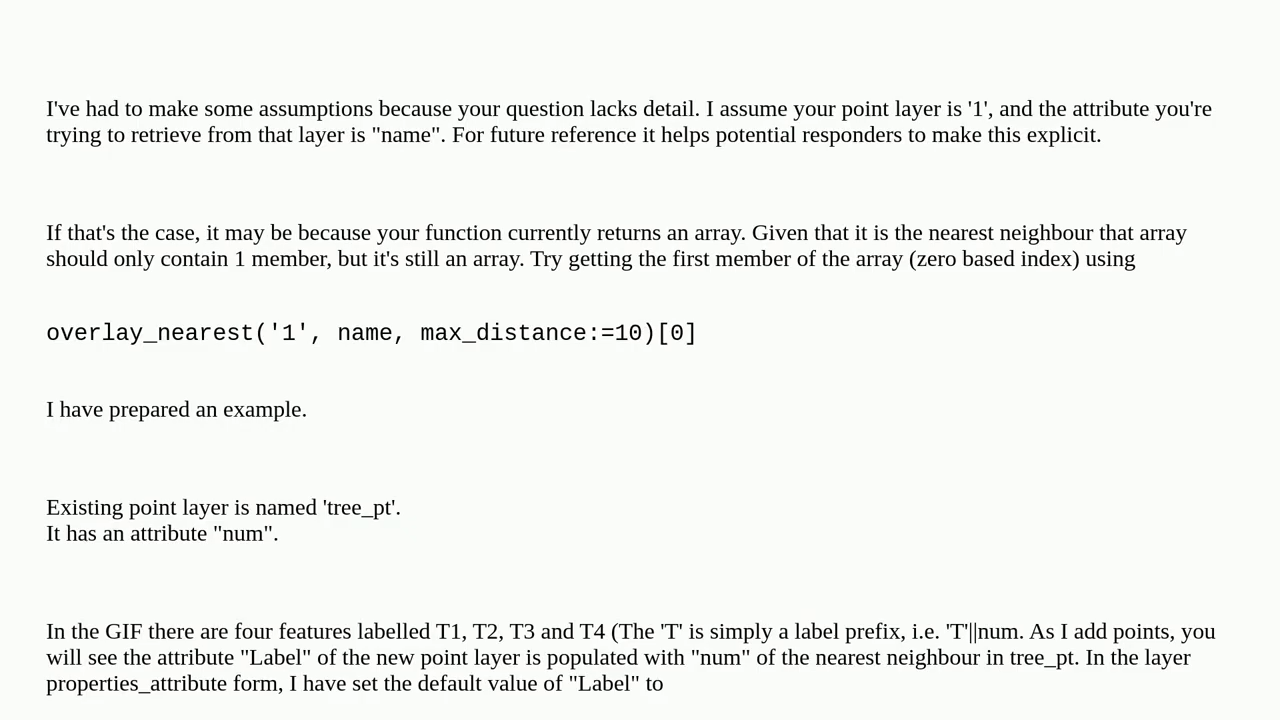 I've had to make some assumptions because your question lacks detail. I assume your point layer is '1', and the attribute you're
trying to retrieve from that layer is "name". For future reference it helps potential responders to make this explicit.
If that's the case, it may be because your function currently returns an array. Given that it is the nearest neighbour that array
should only contain 1 member, but it's still an array. Try getting the first member of the array (zero based index) using
overlay_nearest('1', name, max_distance:=10)[0]
I have prepared an example.
Existing point layer is named 'tree_pt'.
It has an attribute "num".
In the GIF there are four features labelled T1, T2, T3 and T4 (The 'T' is simply a label prefix, i.e. 'T'||num. As I add points, you
will see the attribute "Label" of the new point layer is populated with "num" of the nearest neighbour in tree_pt. In the layer
properties_attribute form, I have set the default value of "Label" to